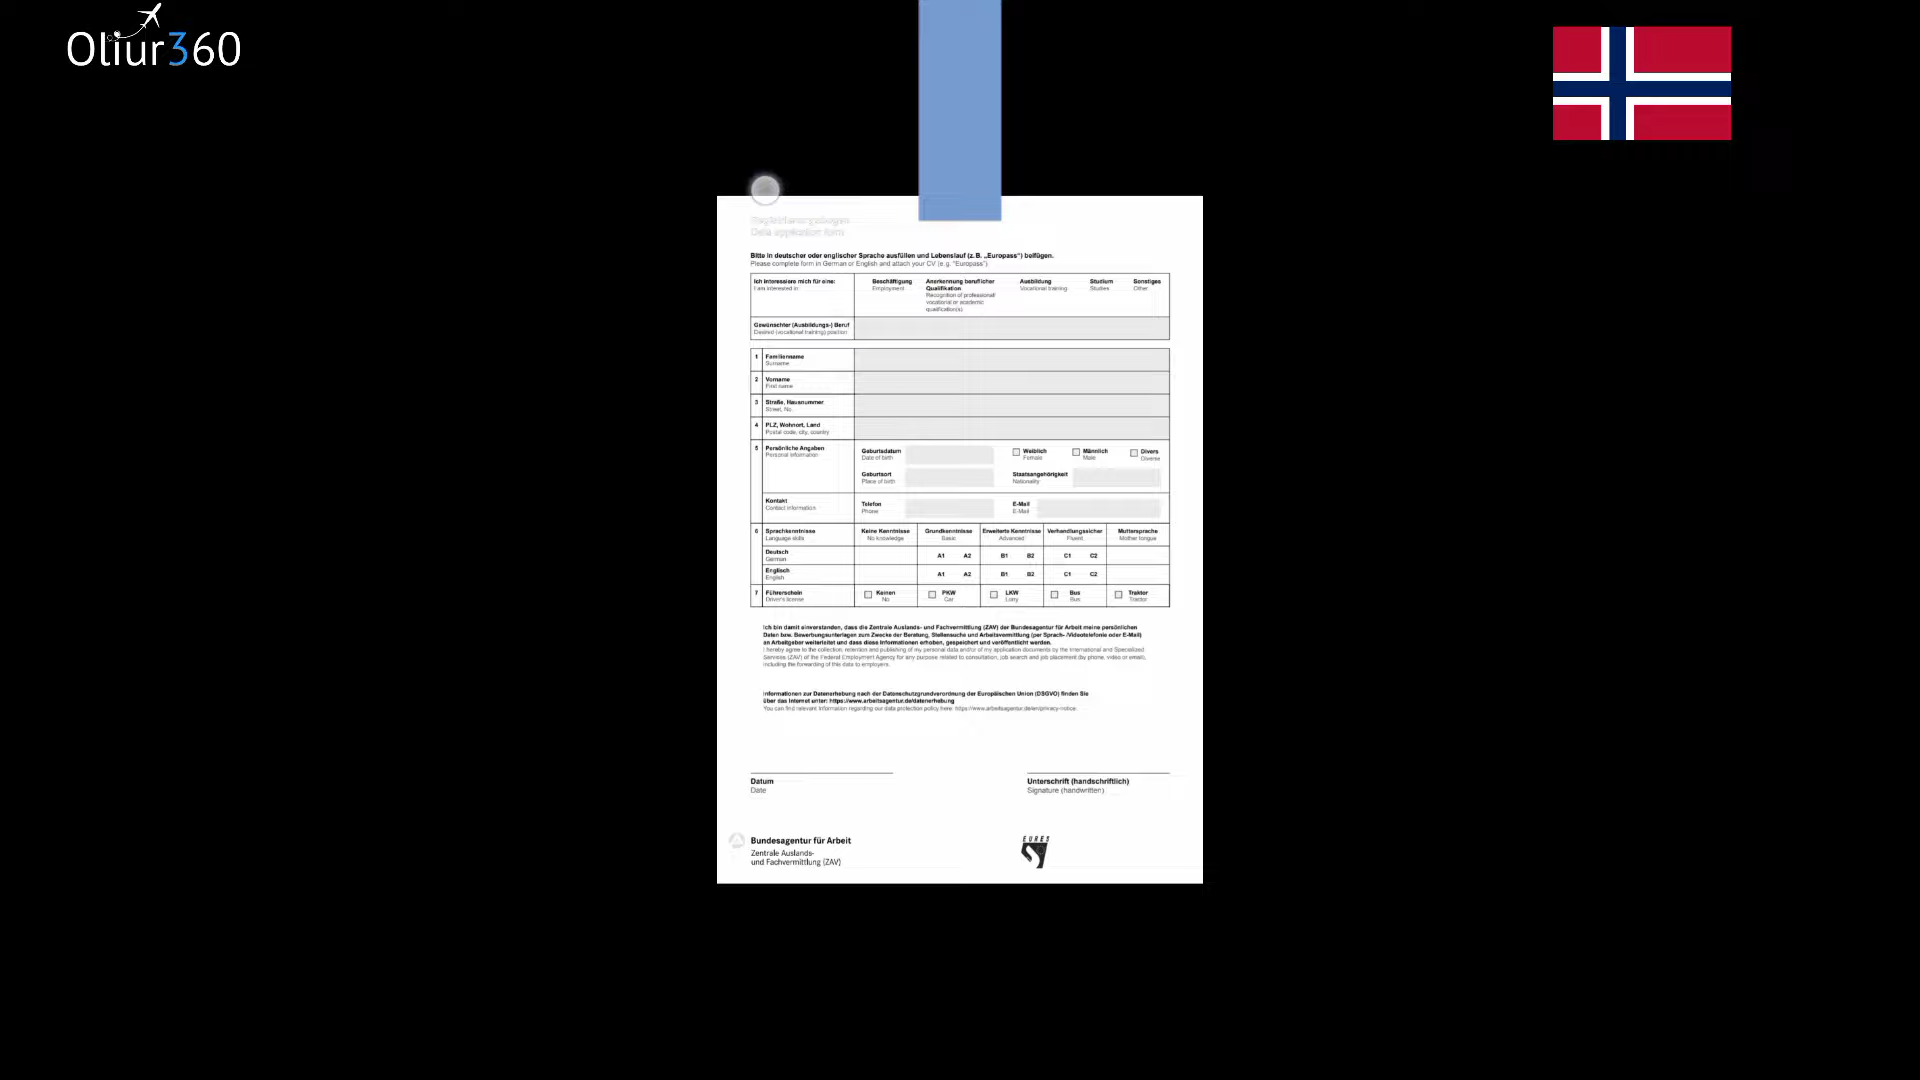 Oliur360
Data application form
Bitte in deutscher oder englischer Sprache ausfüllen und Lebenslauf (z.B. „Europass“) beifügen.
Please complete form in German or English and attach your CV (e.g. "Europass")
Ich interessiere mich für eine:
I am interested in
Beschäftigung
Employment
Anerkennung beruflicher
Qualifikation
Recognition of professional/
vocational or academic
qualification(s)
Ausbildung
Vocational training
Studium
Studies
Sonstiges
Other
Gewünschter (Ausbildungs-) Beruf
Desired (vocational training) position
1 Familienname
Surname
2 Vorname
First name
3 Straße, Hausnummer
Street, No.
4 PLZ, Wohnort, Land
Postal code, city, country
5 Persönliche Angaben
Personal information
Geburtsdatum
Date of birth
Weiblich
Female
Männlich
Male
Divers
Diverse
Geburtsort
Place of birth
Staatsangehörigkeit
Nationality
Kontakt
Contact information
Telefon
Phone
E-Mail
E-Mail
6 Sprachkenntnisse
Language skills
Keine Kenntnisse
No knowledge
Grundkenntnisse
Basic
Erweiterte Kenntnisse
Advanced
Verhandlungssicher
Fluent
Muttersprache
Mother tongue
Deutsch
German
A1 A2 B1 B2 C1 C2
Englisch
English
A1 A2 B1 B2 C1 C2
7 Führerschein
Driver's license
Keinen
No
PKW
Car
LKW
Lorry
Bus
Bus
Traktor
Tractor
Ich bin damit einverstanden, dass die Zentrale Auslands- und Fachvermittlung (ZAV) der Bundesagentur für Arbeit meine persönlichen
Daten bzw. Bewerbungsunterlagen zum Zwecke der Beratung, Stellensuche und Arbeitsvermittlung (per Sprach- /Videotelefonie oder E-Mail)
an Arbeitgeber weiterleitet und dass diese Informationen erhoben, gespeichert und veröffentlicht werden.
I hereby agree to the collection, retention and publishing of my personal data and/or of my application documents by the International and Specialized
Services (ZAV) of the Federal Employment Agency for any purpose related to consultation, job search and job placement (by phone, video or email),
including the forwarding of this data to employers.
Informationen zur Datenerhebung nach der Datenschutzgrundverordnung der Europäischen Union (DSGVO) finden Sie
über das Internet unter: https://www.arbeitsagentur.de/datenerhebung
You can find relevant information regarding our data protection policy here: https://www.arbeitsagentur.de/en/privacy-notice
Datum
Date
Unterschrift (handschriftlich)
Signature (handwritten)
Bundesagentur für Arbeit
Zentrale Auslands-
und Fachvermittlung (ZAV)
EURES